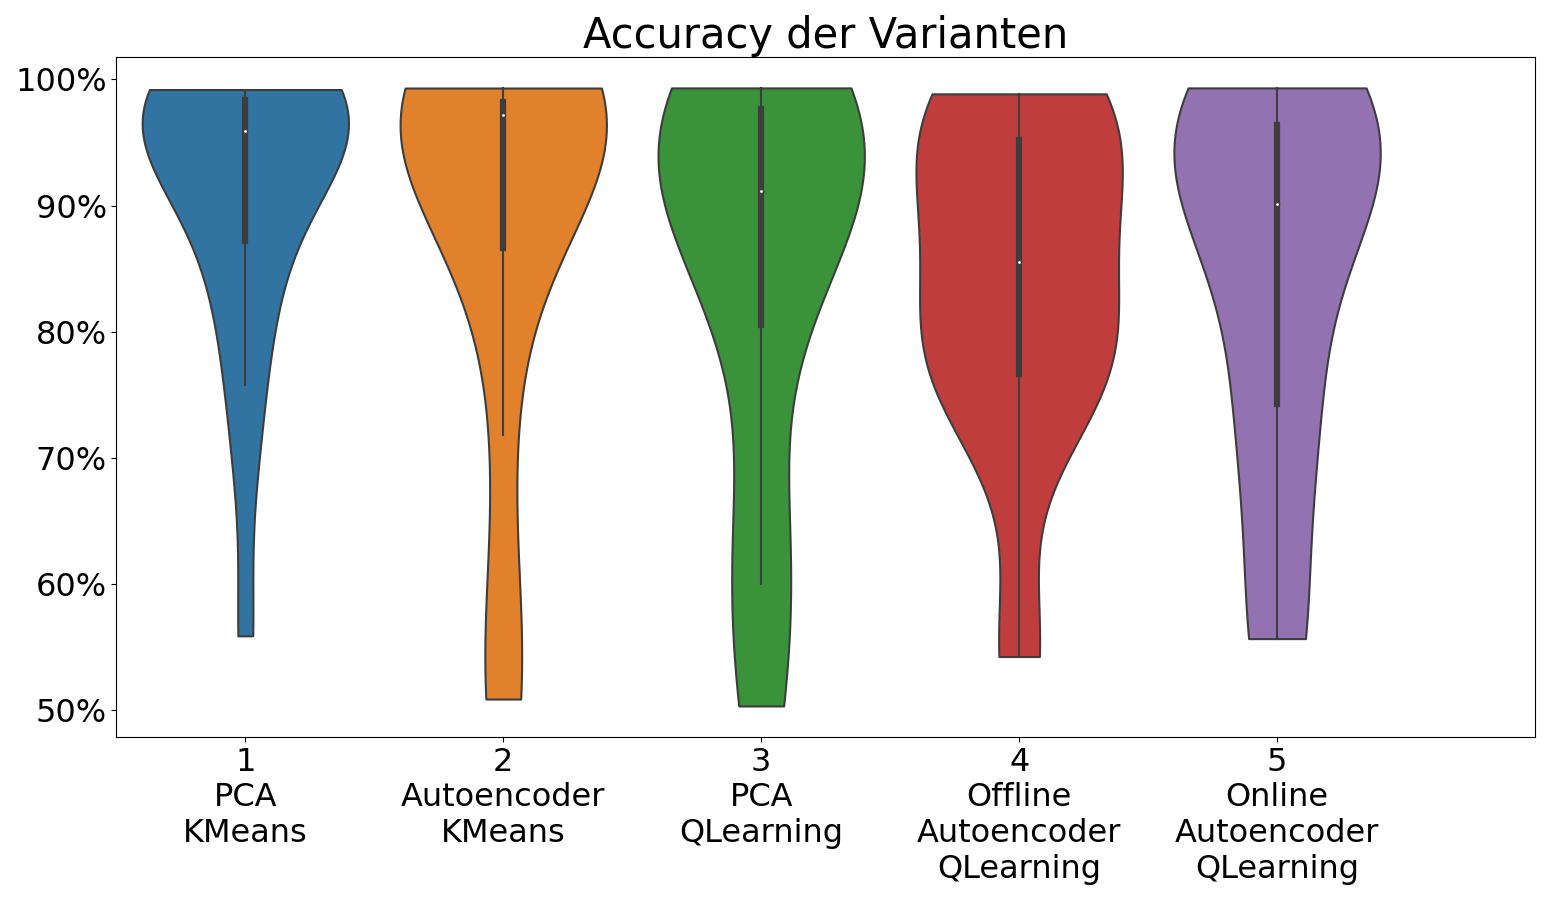 Accuracy der Varianten
100%
90%
80%
70%
60%
50%
1 2 3 4 5
PCA Autoencoder PCA Offline Online
KMeans KMeans QLearning Autoencoder Autoencoder
QLearning QLearning